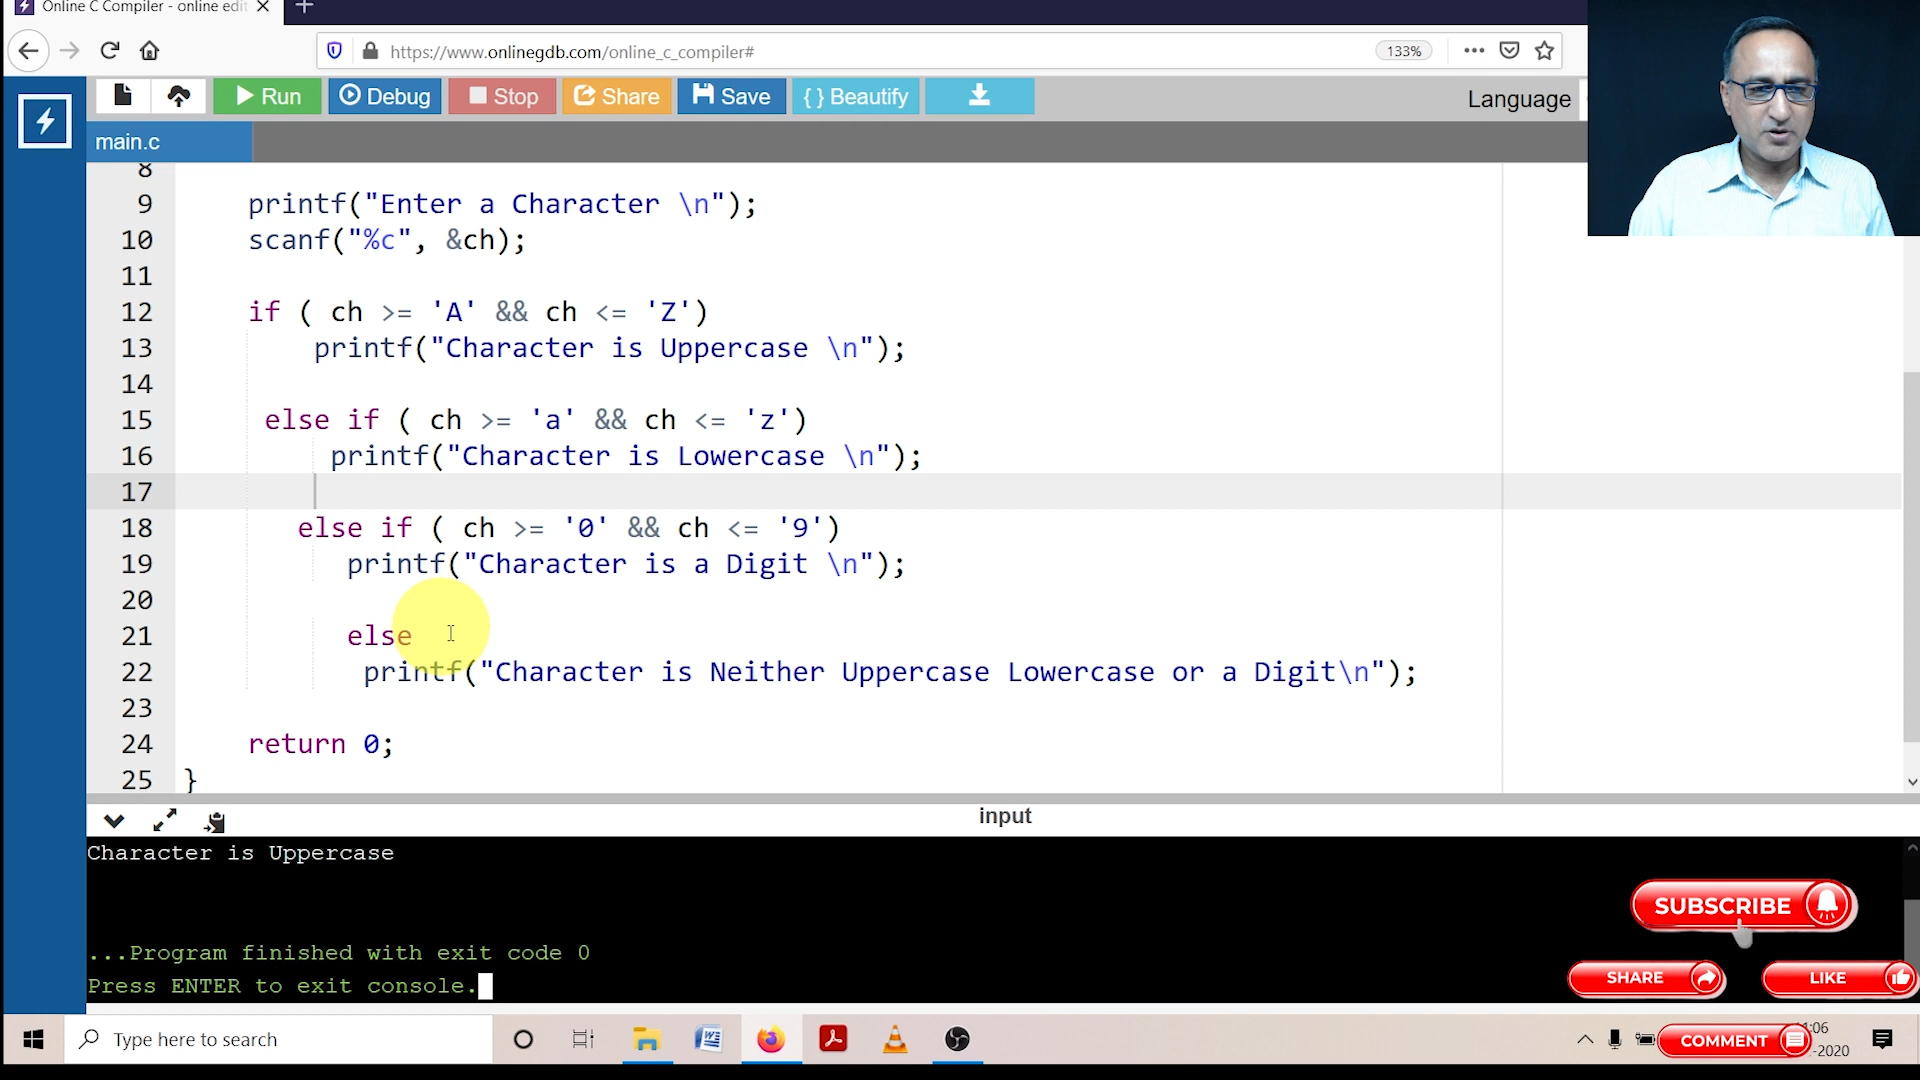 Online C Compiler - online edit
https://www.onlinegdb.com/online_c_compiler#
133%
Run
Debug
Stop
Share
Save
{ } Beautify
Language
main.c
8
9 printf("Enter a Character \n");
10 scanf("%c", &ch);
11
12 if ( ch >= 'A' && ch <= 'Z')
13 printf("Character is Uppercase \n");
14
15 else if ( ch >= 'a' && ch <= 'z')
16 printf("Character is Lowercase \n");
17
18 else if ( ch >= '0' && ch <= '9')
19 printf("Character is a Digit \n");
20
21 else
22 printf("Character is Neither Uppercase Lowercase or a Digit\n");
23
24 return 0;
25 }
input
Character is Uppercase
...Program finished with exit code 0
Press ENTER to exit console.
SUBSCRIBE
SHARE
LIKE
Type here to search
COMMENT
:06
-2020